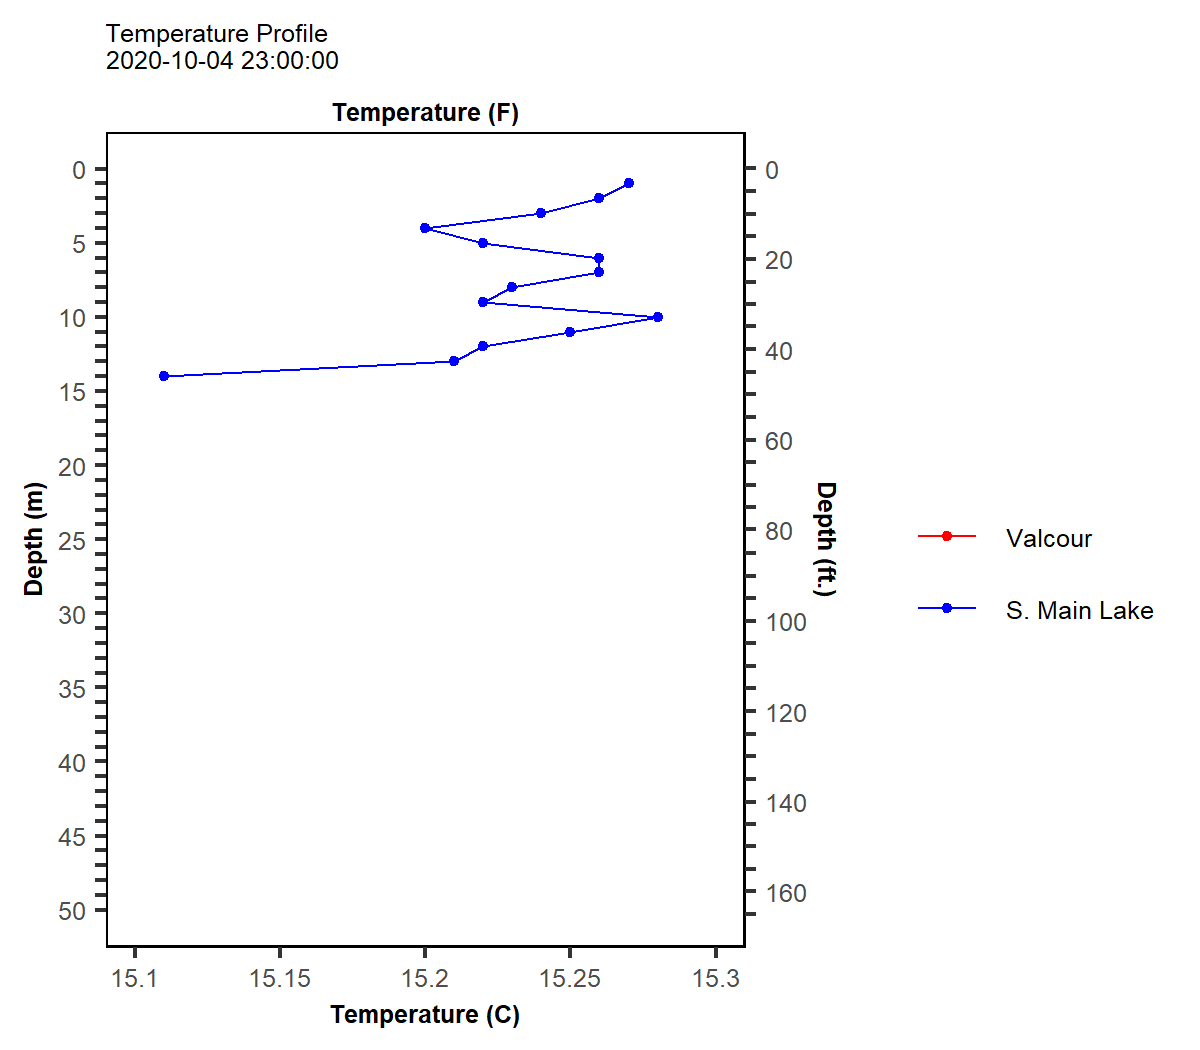 Temperature Profile
2020-10-04 23:00:00
Temperature (F)
0
5
10
15
20
25
30
35
40
45
50
Depth (m)
0
20
40
60
80
100
120
140
160
Depth (ft.)
15.1 15.15 15.2 15.25 15.3
Temperature (C)
Valcour
S. Main Lake